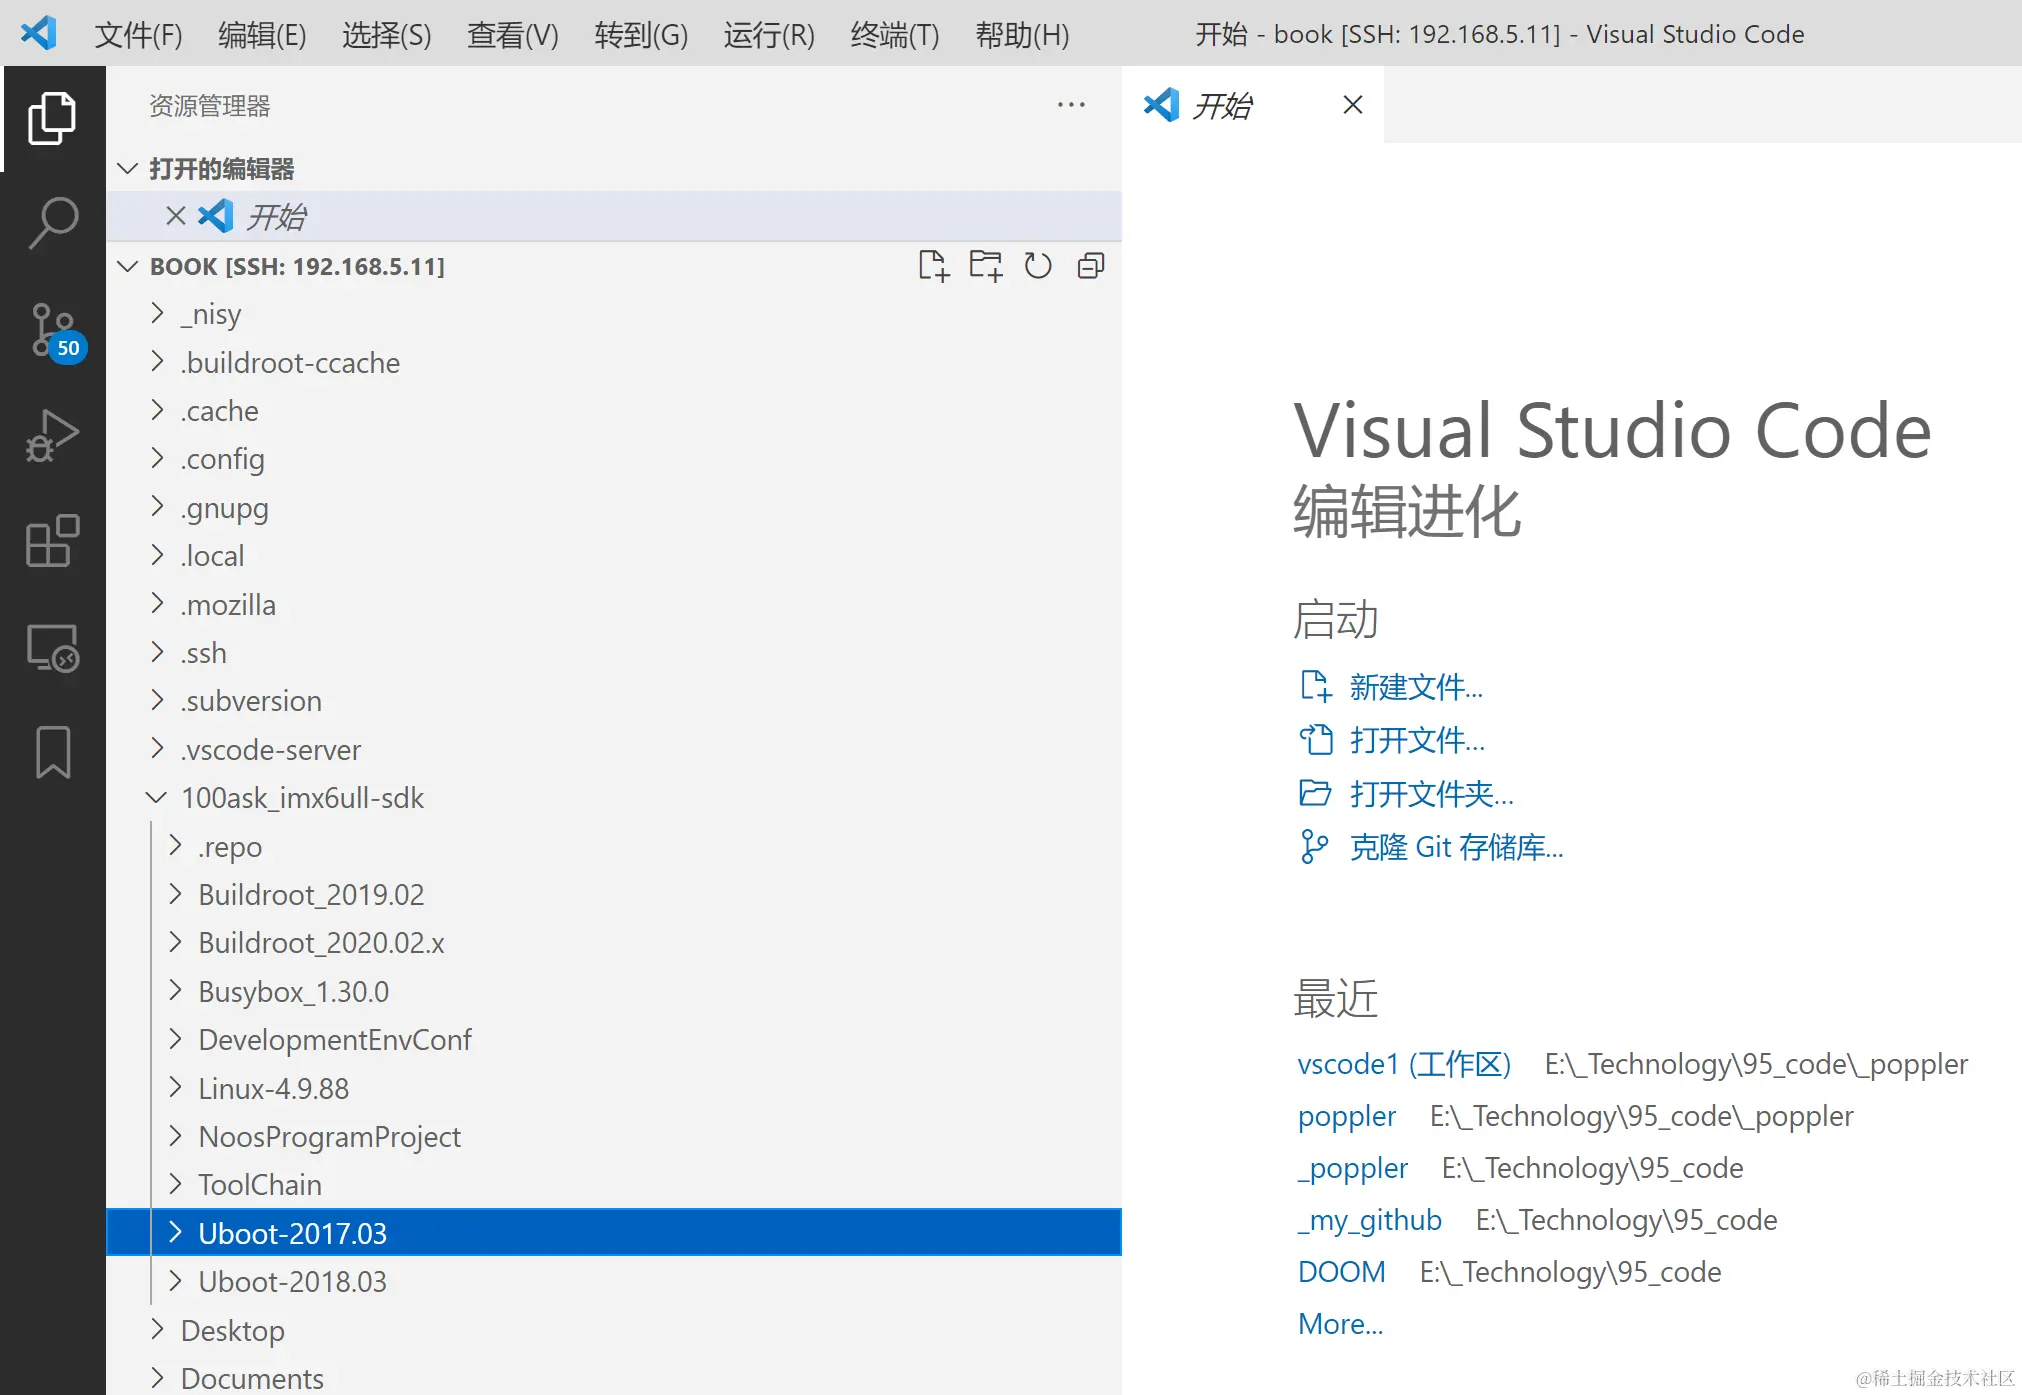 文件(F) 编辑(E) 选择(S) 查看(V) 转到(G) 运行(R) 终端(T) 帮助(H) 开始 - book [SSH: 192.168.5.11] - Visual Studio Code
资源管理器
打开的编辑器
开始
BOOK [SSH: 192.168.5.11]
_nisy
.buildroot-ccache
.cache
.config
.gnupg
.local
.mozilla
.ssh
.subversion
.vscode-server
100ask_imx6ull-sdk
.repo
Buildroot_2019.02
Buildroot_2020.02.x
Busybox_1.30.0
DevelopmentEnvConf
Linux-4.9.88
NoosProgramProject
ToolChain
Uboot-2017.03
Uboot-2018.03
Desktop
Documents
50
开始
Visual Studio Code
编辑进化
启动
新建文件...
打开文件...
打开文件夹...
克隆 Git 存储库...
最近
vscode1 (工作区) E:\_Technology\95_code\_poppler
poppler E:\_Technology\95_code\_poppler
_poppler E:\_Technology\95_code
_my_github E:\_Technology\95_code
DOOM E:\_Technology\95_code
More...
@稀土掘金技术社区